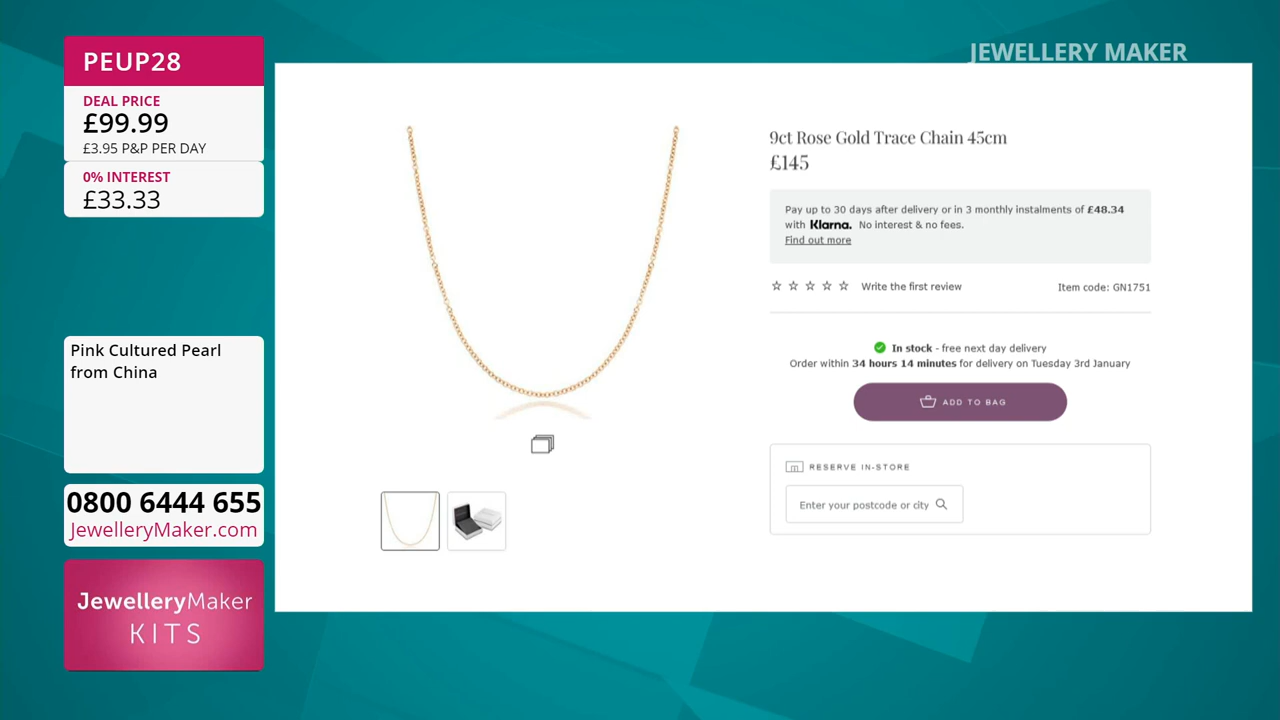 PEUP28
DEAL PRICE
£99.99
£3.95 P&P PER DAY
0% INTEREST
£33.33
Pink Cultured Pearl
from China
0800 6444 655
JewelleryMaker.com
JewelleryMaker
KITS
JEWELLERY MAKER
9ct Rose Gold Trace Chain 45cm
£145
Pay up to 30 days after delivery or in 3 monthly instalments of £48.34
with Klarna. No interest & no fees.
Find out more
Write the first review
Item code: GN1751
In stock - free next day delivery
Order within 34 hours 14 minutes for delivery on Tuesday 3rd January
ADD TO BAG
RESERVE IN-STORE
Enter your postcode or city